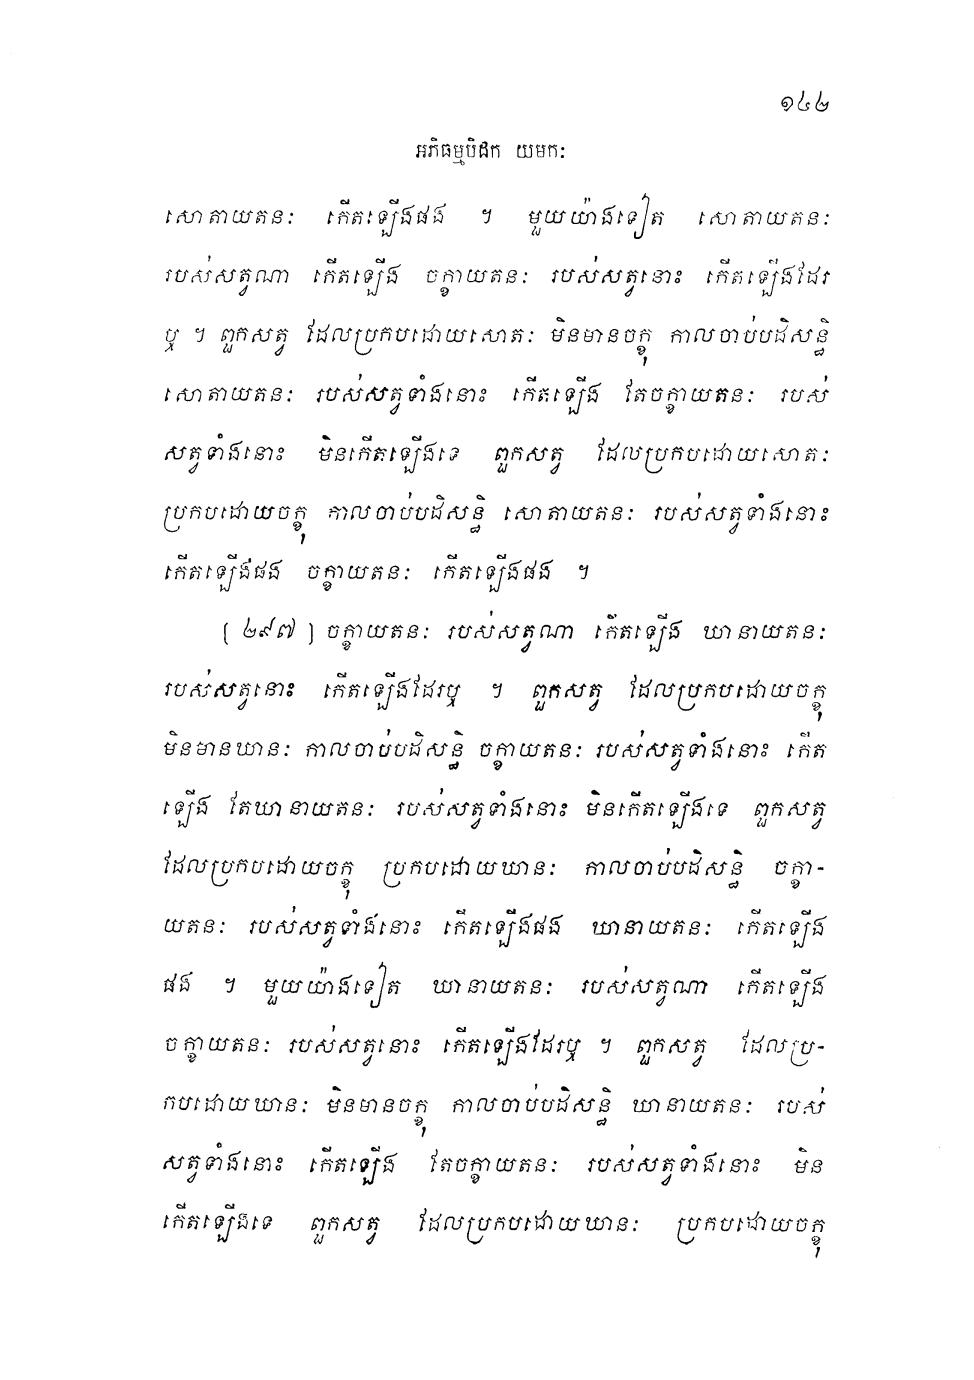 ១៤២
អភិធម្មបិដក យមកៈ
សោតាយតនៈ កើតឡើងផង ។ មួយយ៉ាងទៀត សោតាយតនៈ
របស់សត្វណា កើតឡើង ចក្ខាយតនៈ របស់សត្វនោះ កើតឡើងដែរ
ឬ ។ ពួកសត្វ ដែលប្រកបដោយសោតៈ មិនមានចក្ខុ កាលចាប់បដិសន្ធិ
សោតាយតនៈ របស់សត្វទាំងនោះ កើតឡើង តែចក្ខាយតនៈ របស់
សត្វទាំងនោះ មិនកើតឡើងទេ ពួកសត្វ ដែលប្រកបដោយសោតៈ
ប្រកបដោយចក្ខុ កាលចាប់បដិសន្ធិ សោតាយតនៈ របស់សត្វទាំងនោះ
កើតឡើងផង ចក្ខាយតនៈ កើតឡើងផង ។
[ ២៩៧ ] ចក្ខាយតនៈ របស់សត្វណា កើតឡើង ឃានាយតនៈ
របស់សត្វនោះ កើតឡើងដែរឬ ។ ពួកសត្វ ដែលប្រកបដោយចក្ខុ
មិនមានឃានៈ កាលចាប់បដិសន្ធិ ចក្ខាយតនៈ របស់សត្វទាំងនោះ កើត
ឡើង តែឃានាយតនៈ របស់សត្វទាំងនោះ មិនកើតឡើងទេ ពួកសត្វ
ដែលប្រកបដោយចក្ខុ ប្រកបដោយឃានៈ កាលចាប់បដិសន្ធិ ចក្ខា-
យតនៈ របស់សត្វទាំងនោះ កើតឡើងផង ឃានាយតនៈ កើតឡើង
ផង ។ មួយយ៉ាងទៀត ឃានាយតនៈ របស់សត្វណា កើតឡើង
ចក្ខាយតនៈ របស់សត្វនោះ កើតឡើងដែរឬ ។ ពួកសត្វ ដែលប្រ-
កបដោយឃានៈ មិនមានចក្ខុ កាលចាប់បដិសន្ធិ ឃានាយតនៈ របស់
សត្វទាំងនោះ កើតឡើង តែចក្ខាយតនៈ របស់សត្វទាំងនោះ មិន
កើតឡើងទេ ពួកសត្វ ដែលប្រកបដោយឃានៈ ប្រកបដោយចក្ខុ